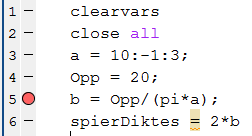 1 - clearvars
2 - close all
3 - a = 10:-1:3;
4 - Opp = 20;
5 b = Opp/(pi*a);
6 - spierDiktes = 2*b